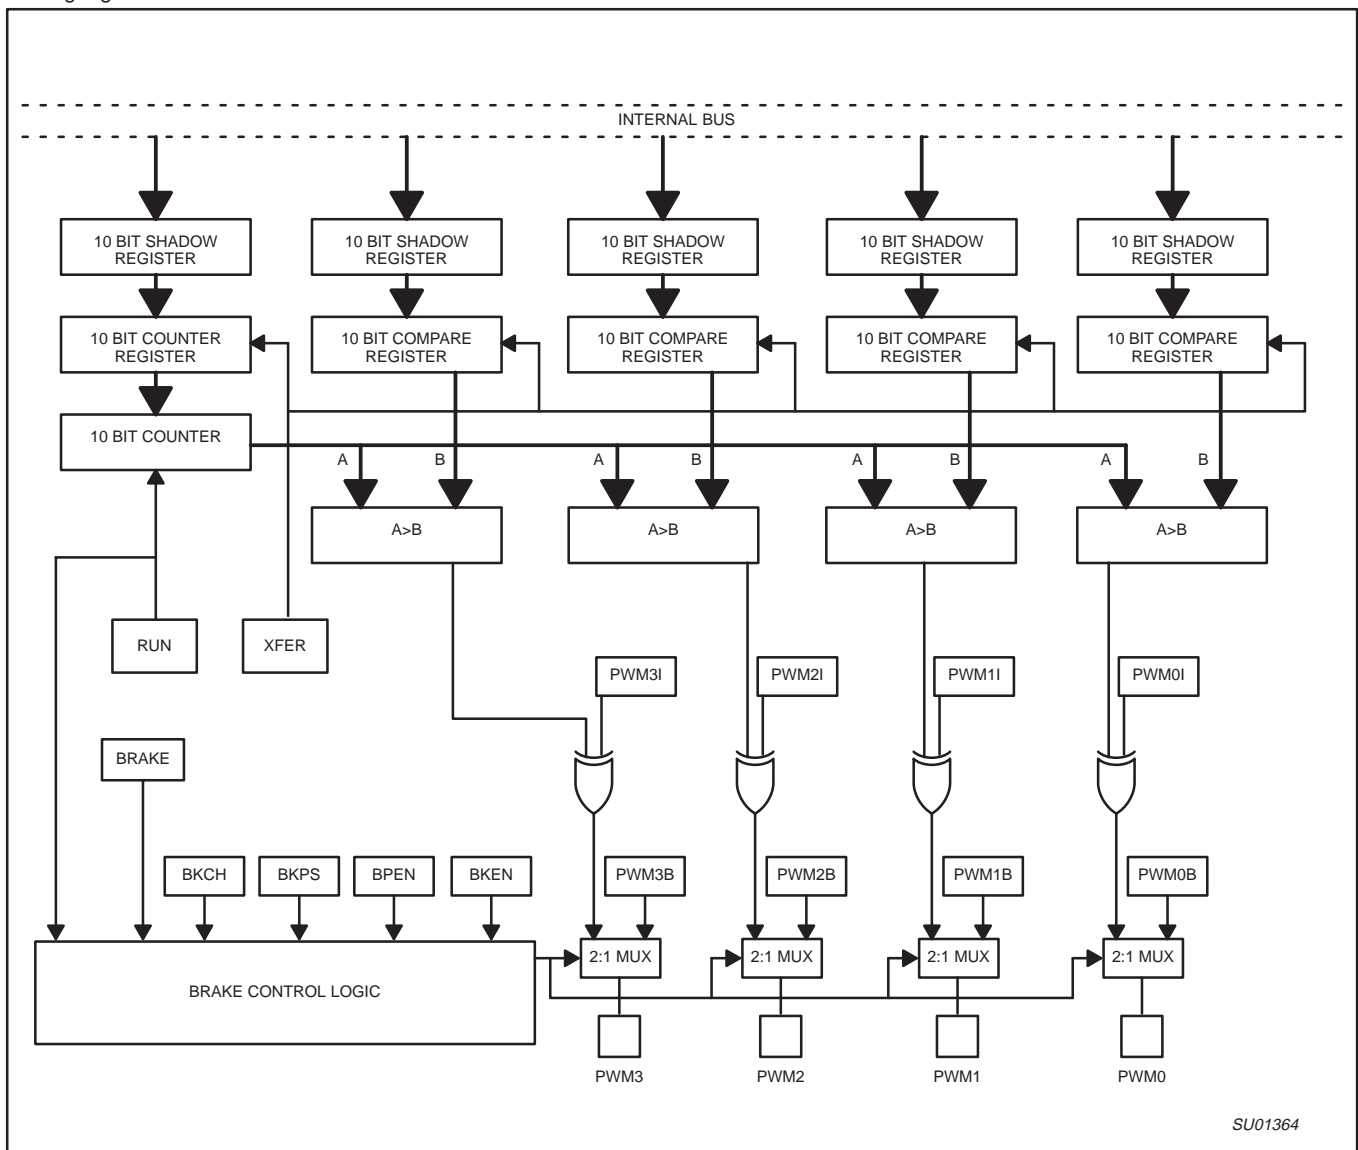 INTERNAL BUS
10 BIT SHADOW
REGISTER
10 BIT SHADOW
REGISTER
10 BIT SHADOW
REGISTER
10 BIT SHADOW
REGISTER
10 BIT SHADOW
REGISTER
10 BIT COUNTER
REGISTER
10 BIT COMPARE
REGISTER
10 BIT COMPARE
REGISTER
10 BIT COMPARE
REGISTER
10 BIT COMPARE
REGISTER
10 BIT COUNTER
A
B
A
B
A
B
A
B
A>B
A>B
A>B
A>B
RUN
XFER
PWM3I
PWM2I
PWM1I
PWM0I
BRAKE
BKCH
BKPS
BPEN
BKEN
PWM3B
PWM2B
PWM1B
PWM0B
2:1 MUX
2:1 MUX
2:1 MUX
2:1 MUX
BRAKE CONTROL LOGIC
PWM3
PWM2
PWM1
PWM0
SU01364